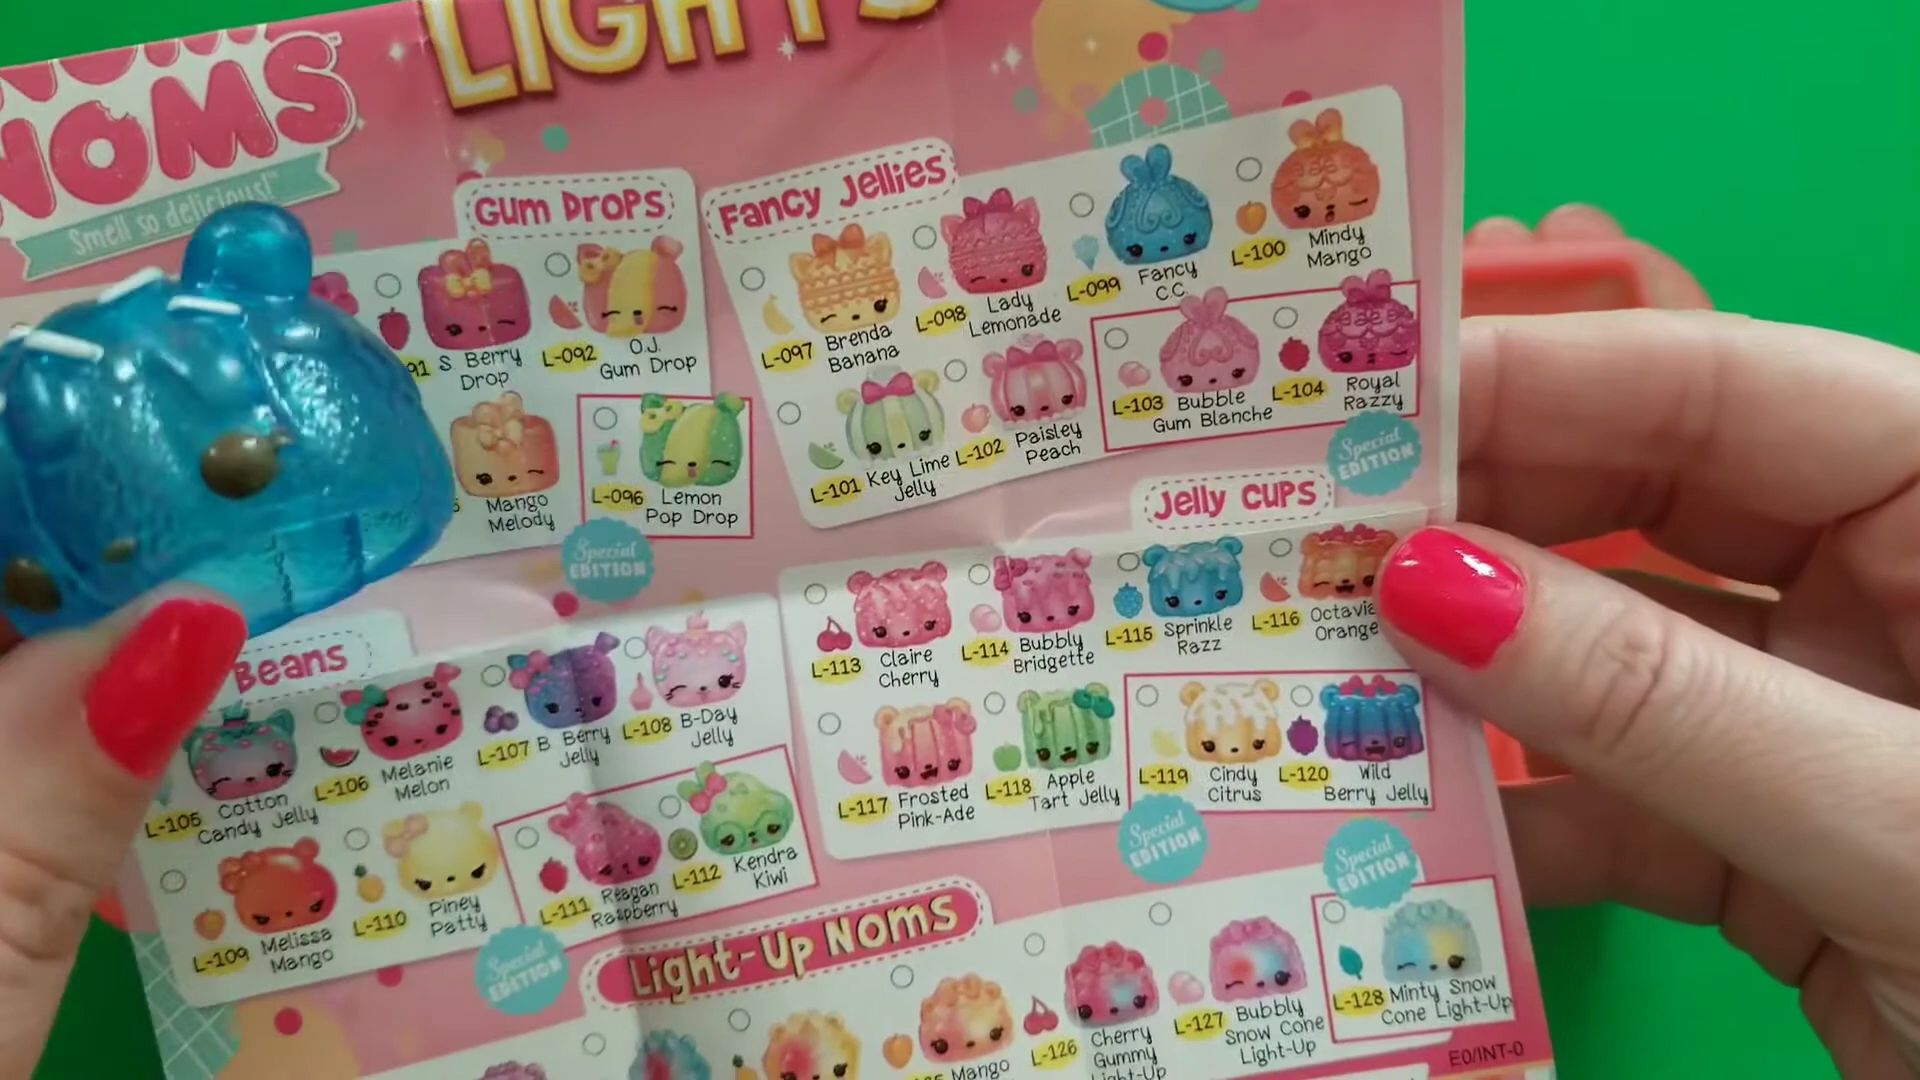 LIGHTS
NOMS
Smell so delicious!™
Gum Drops
91 S Berry
Drop
L-092 O.J.
Gum Drop
Mango
Melody
L-096 Lemon
Pop Drop
Special
EDITION
Fancy Jellies
L-097 Brenda
Banana
L-098 Lady
Lemonade
L-099 Fancy
C.C.
L-100 Mindy
Mango
L-101 Key Lime
Jelly
L-102 Paisley
Peach
L-103 Bubble
Gum Blanche
L-104 Royal
Razzy
Special
EDITION
Beans
L-105 Cotton
Candy Jelly
L-106 Melanie
Melon
L-107 B Berry
Jelly
L-108 B-Day
Jelly
L-109 Melissa
Mango
L-110 Piney
Patty
L-111 Reagan
Raspberry
L-112 Kendra
Kiwi
Special
EDITION
Jelly Cups
L-113 Claire
Cherry
L-114 Bubbly
Bridgette
L-115 Sprinkle
Razz
L-116 Octavia
Orange
L-117 Frosted
Pink-Ade
L-118 Apple
Tart Jelly
L-119 Cindy
Citrus
L-120 Wild
Berry Jelly
Special
EDITION
Light-Up Noms
Mango
L-126 Cherry
Gummy
Light-Up
L-127 Bubbly
Snow Cone
Light-Up
L-128 Minty Snow
Cone Light-Up
Special
EDITION
E0/INT-0